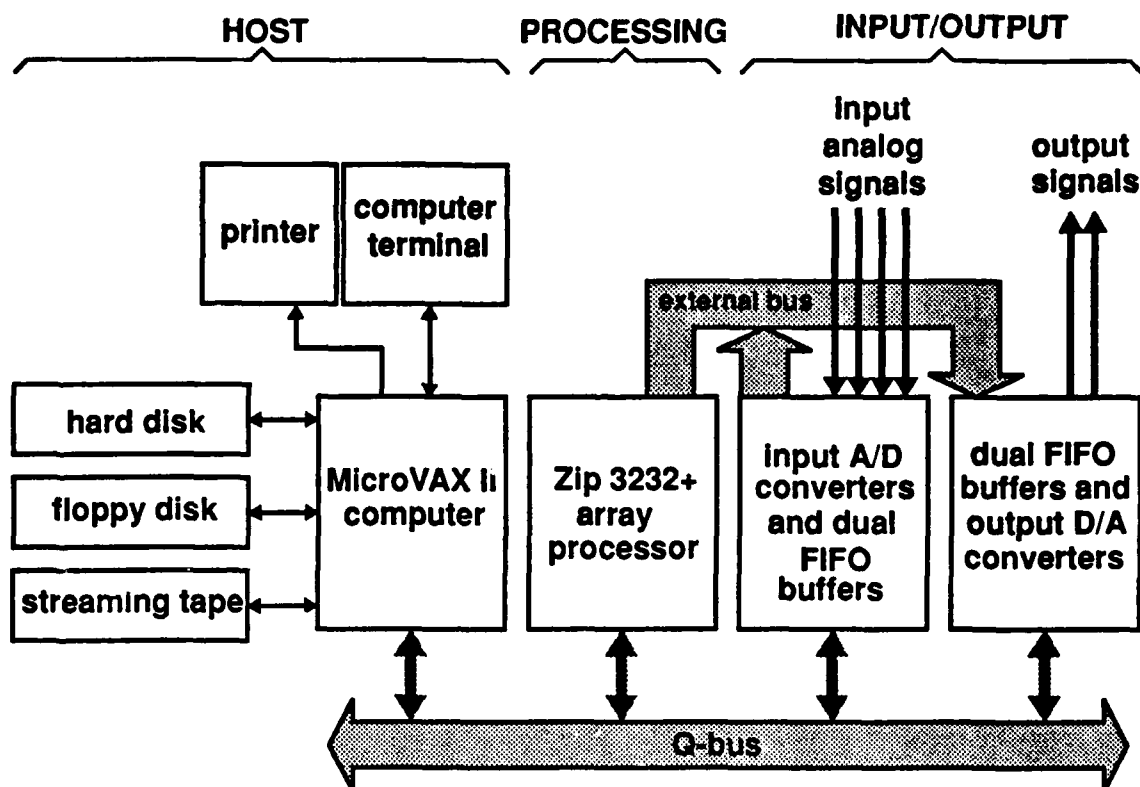 HOST
PROCESSING
INPUT/OUTPUT
input
analog
signals
output
signals
printer
computer
terminal
external bus
hard disk
floppy disk
streaming tape
MicroVAX II
computer
Zip 3232+
array
processor
input A/D
converters
and dual
FIFO
buffers
dual FIFO
buffers and
output D/A
converters
Q-bus